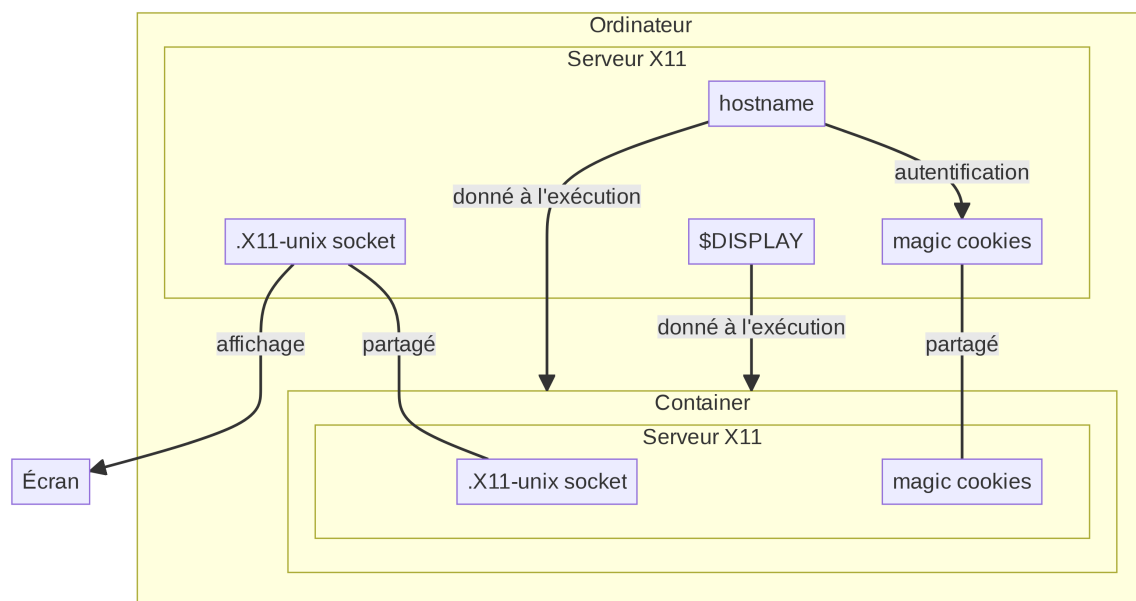 Ordinateur
Serveur X11
hostname
autentification
donné à l'exécution
.X11-unix socket
$DISPLAY
magic cookies
donné à l'exécution
affichage
partagé
partagé
Container
Serveur X11
Écran
.X11-unix socket
magic cookies